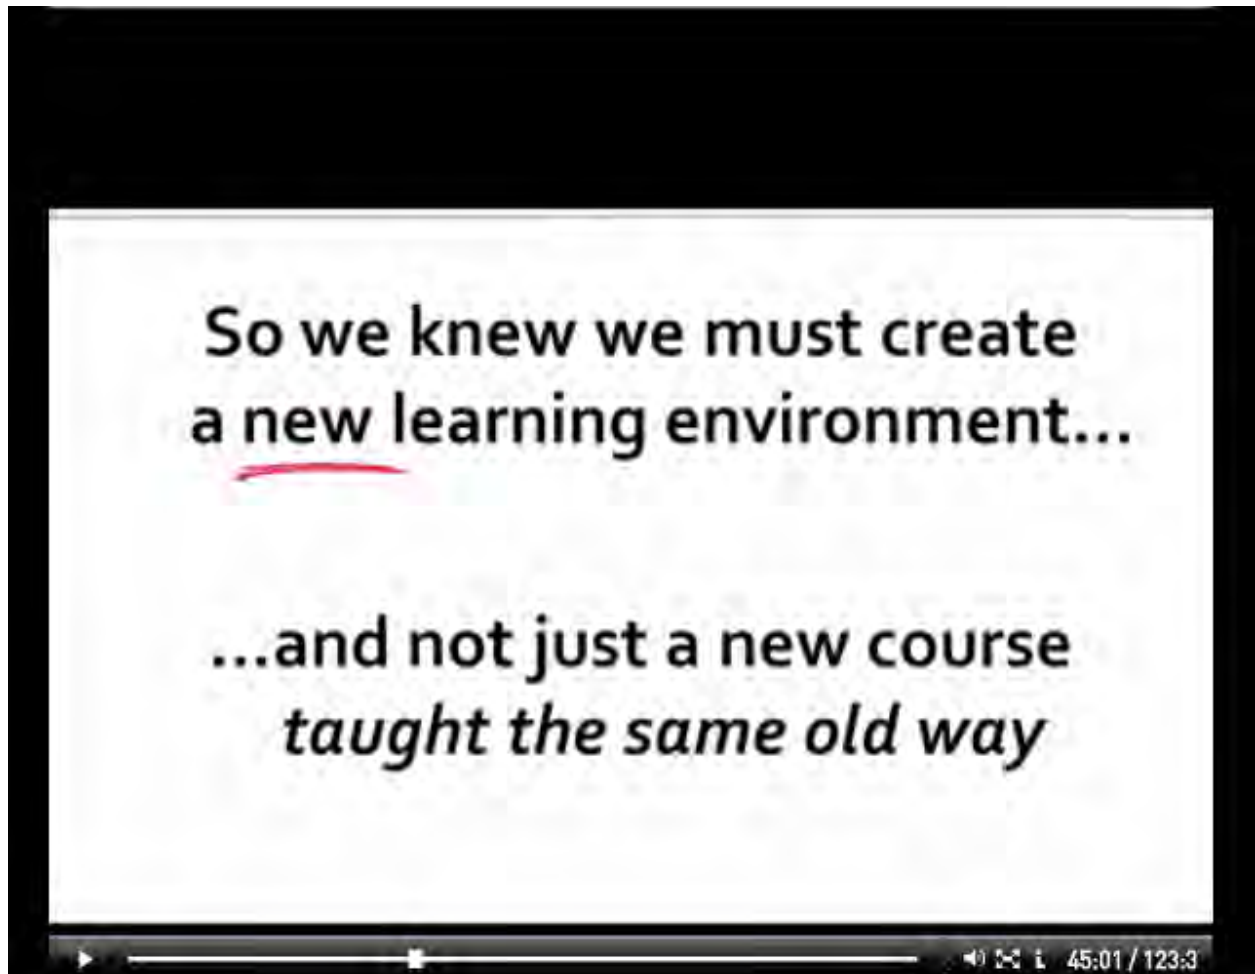 So we knew we must create
a new learning environment...
...and not just a new course
taught the same old way
45:01 / 123:3